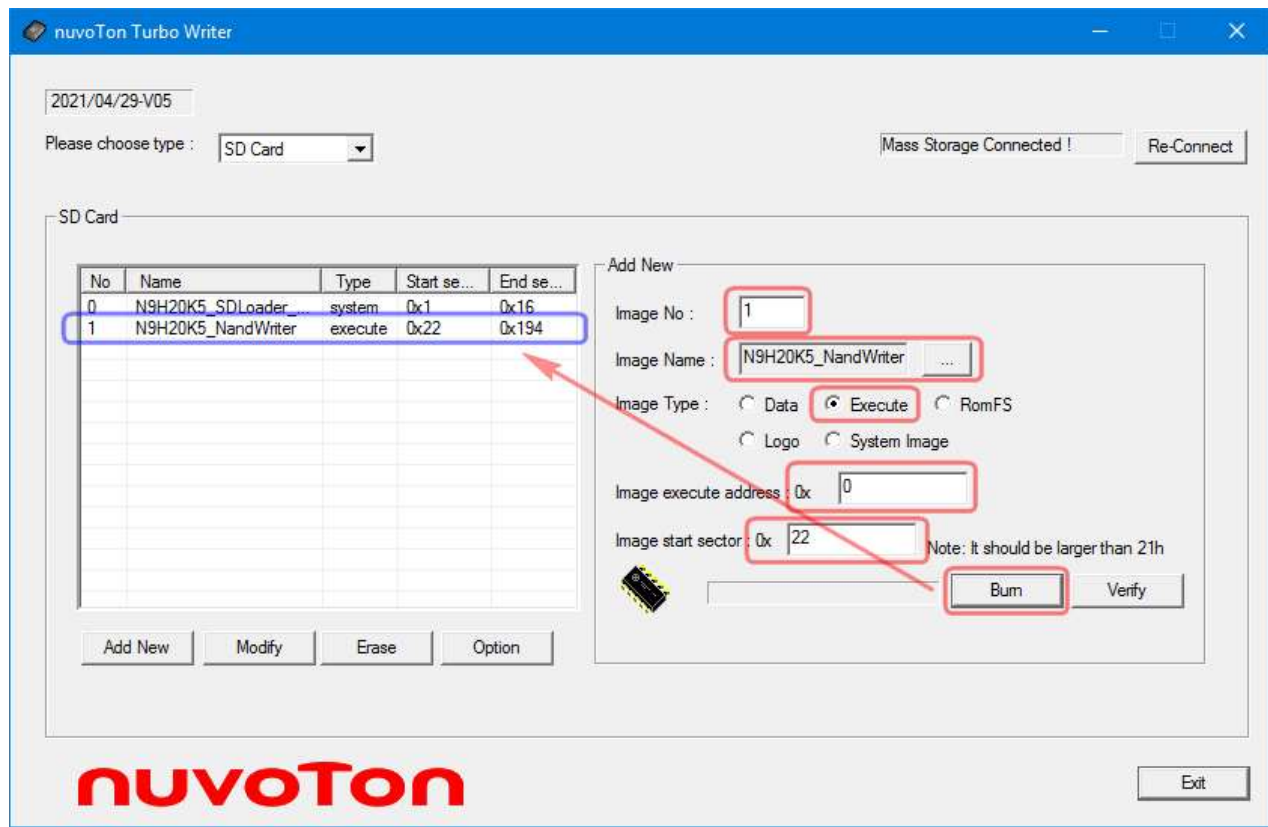 nuvoTon Turbo Writer
2021/04/29-V05
Please choose type : SD Card
Mass Storage Connected ! Re-Connect
SD Card
No Name Type Start se... End se...
0 N9H20K5_SDLoader_... system 0x1 0x16
1 N9H20K5_NandWriter execute 0x22 0x194
Add New Modify Erase Option
Add New
Image No : 1
Image Name : N9H20K5_NandWriter ...
Image Type : Data Execute RomFS
Logo System Image
Image execute address : 0x 0
Image start sector : 0x 22 Note: It should be larger than 21h
Burn Verify
nuvoTon
Exit